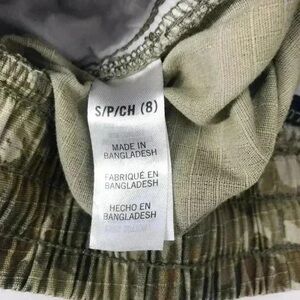 S/P/CH (8)
MADE IN
BANGLADESH
FABRIQUÉ EN
BANGLADESH
HECHO EN
BANGLADESH